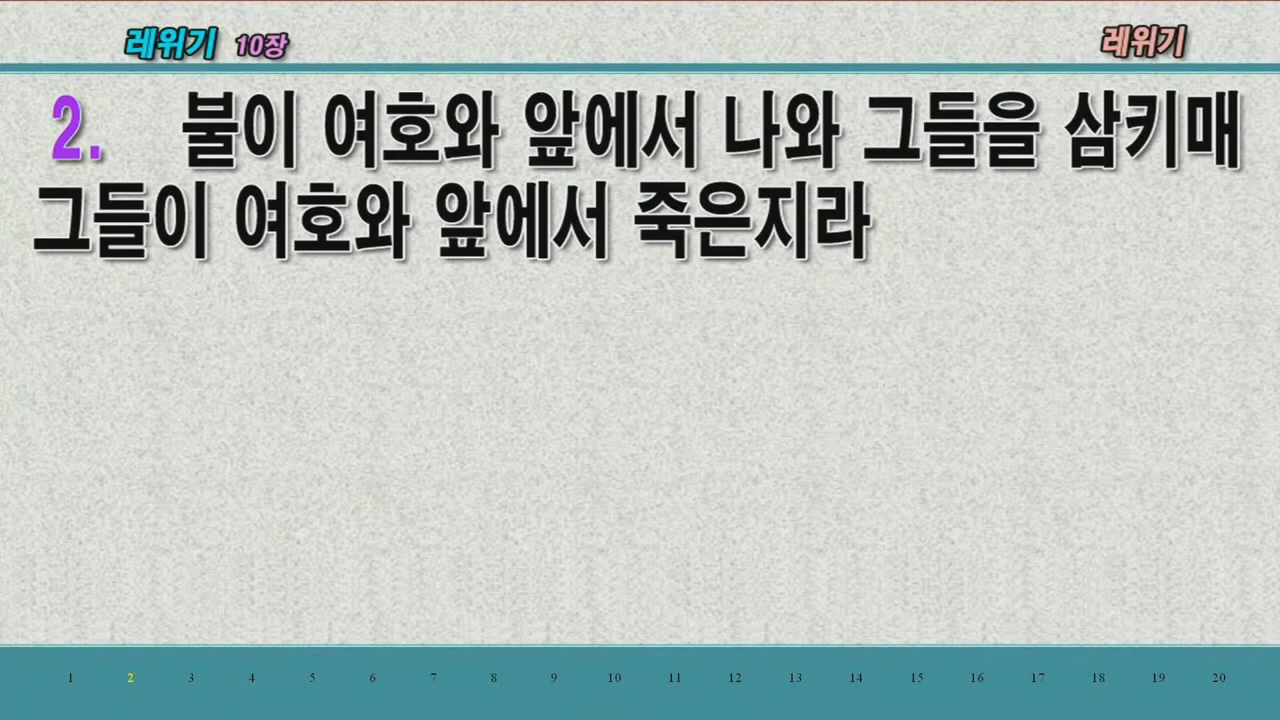 레위기 10장 레위기
2. 불이 여호와 앞에서 나와 그들을 삼키매
그들이 여호와 앞에서 죽은지라
1 2 3 4 5 6 7 8 9 10 11 12 13 14 15 16 17 18 19 20